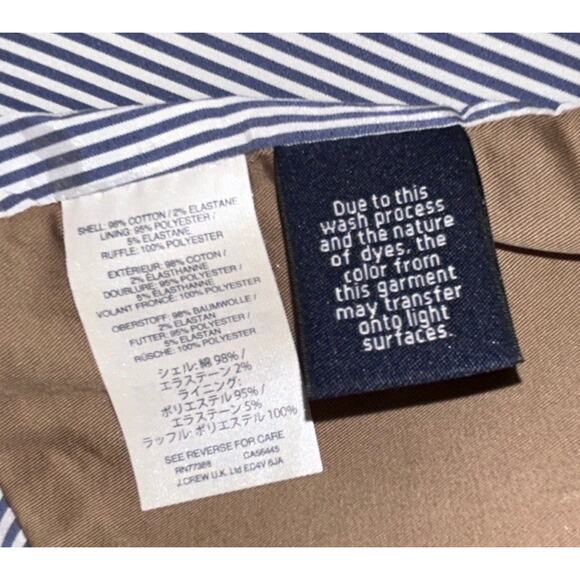 SHELL: 98% COTTON / 2% ELASTANE
LINING: 95% POLYESTER /
5% ELASTANE
RUFFLE: 100% POLYESTER
EXTÉRIEUR: 98% COTON /
2% ÉLASTHANNE
DOUBLURE: 95% POLYESTER /
5% ÉLASTHANNE
VOLANT FRONCÉ: 100% POLYESTER
OBERSTOFF: 98% BAUMWOLLE /
2% ELASTAN
FUTTER: 95% POLYESTER /
5% ELASTAN
RÜSCHE: 100% POLYESTER
シェル: 綿 98% /
エラステーン 2%
ライニング:
ポリエステル 95% /
エラステーン 5%
ラッフル: ポリエステル 100%
SEE REVERSE FOR CARE
RN77388 CA56445
J.CREW U.K. Ltd EC4V 6JA
Due to this
wash process
and the nature
of dyes, the
color from
this garment
may transfer
onto light
surfaces.